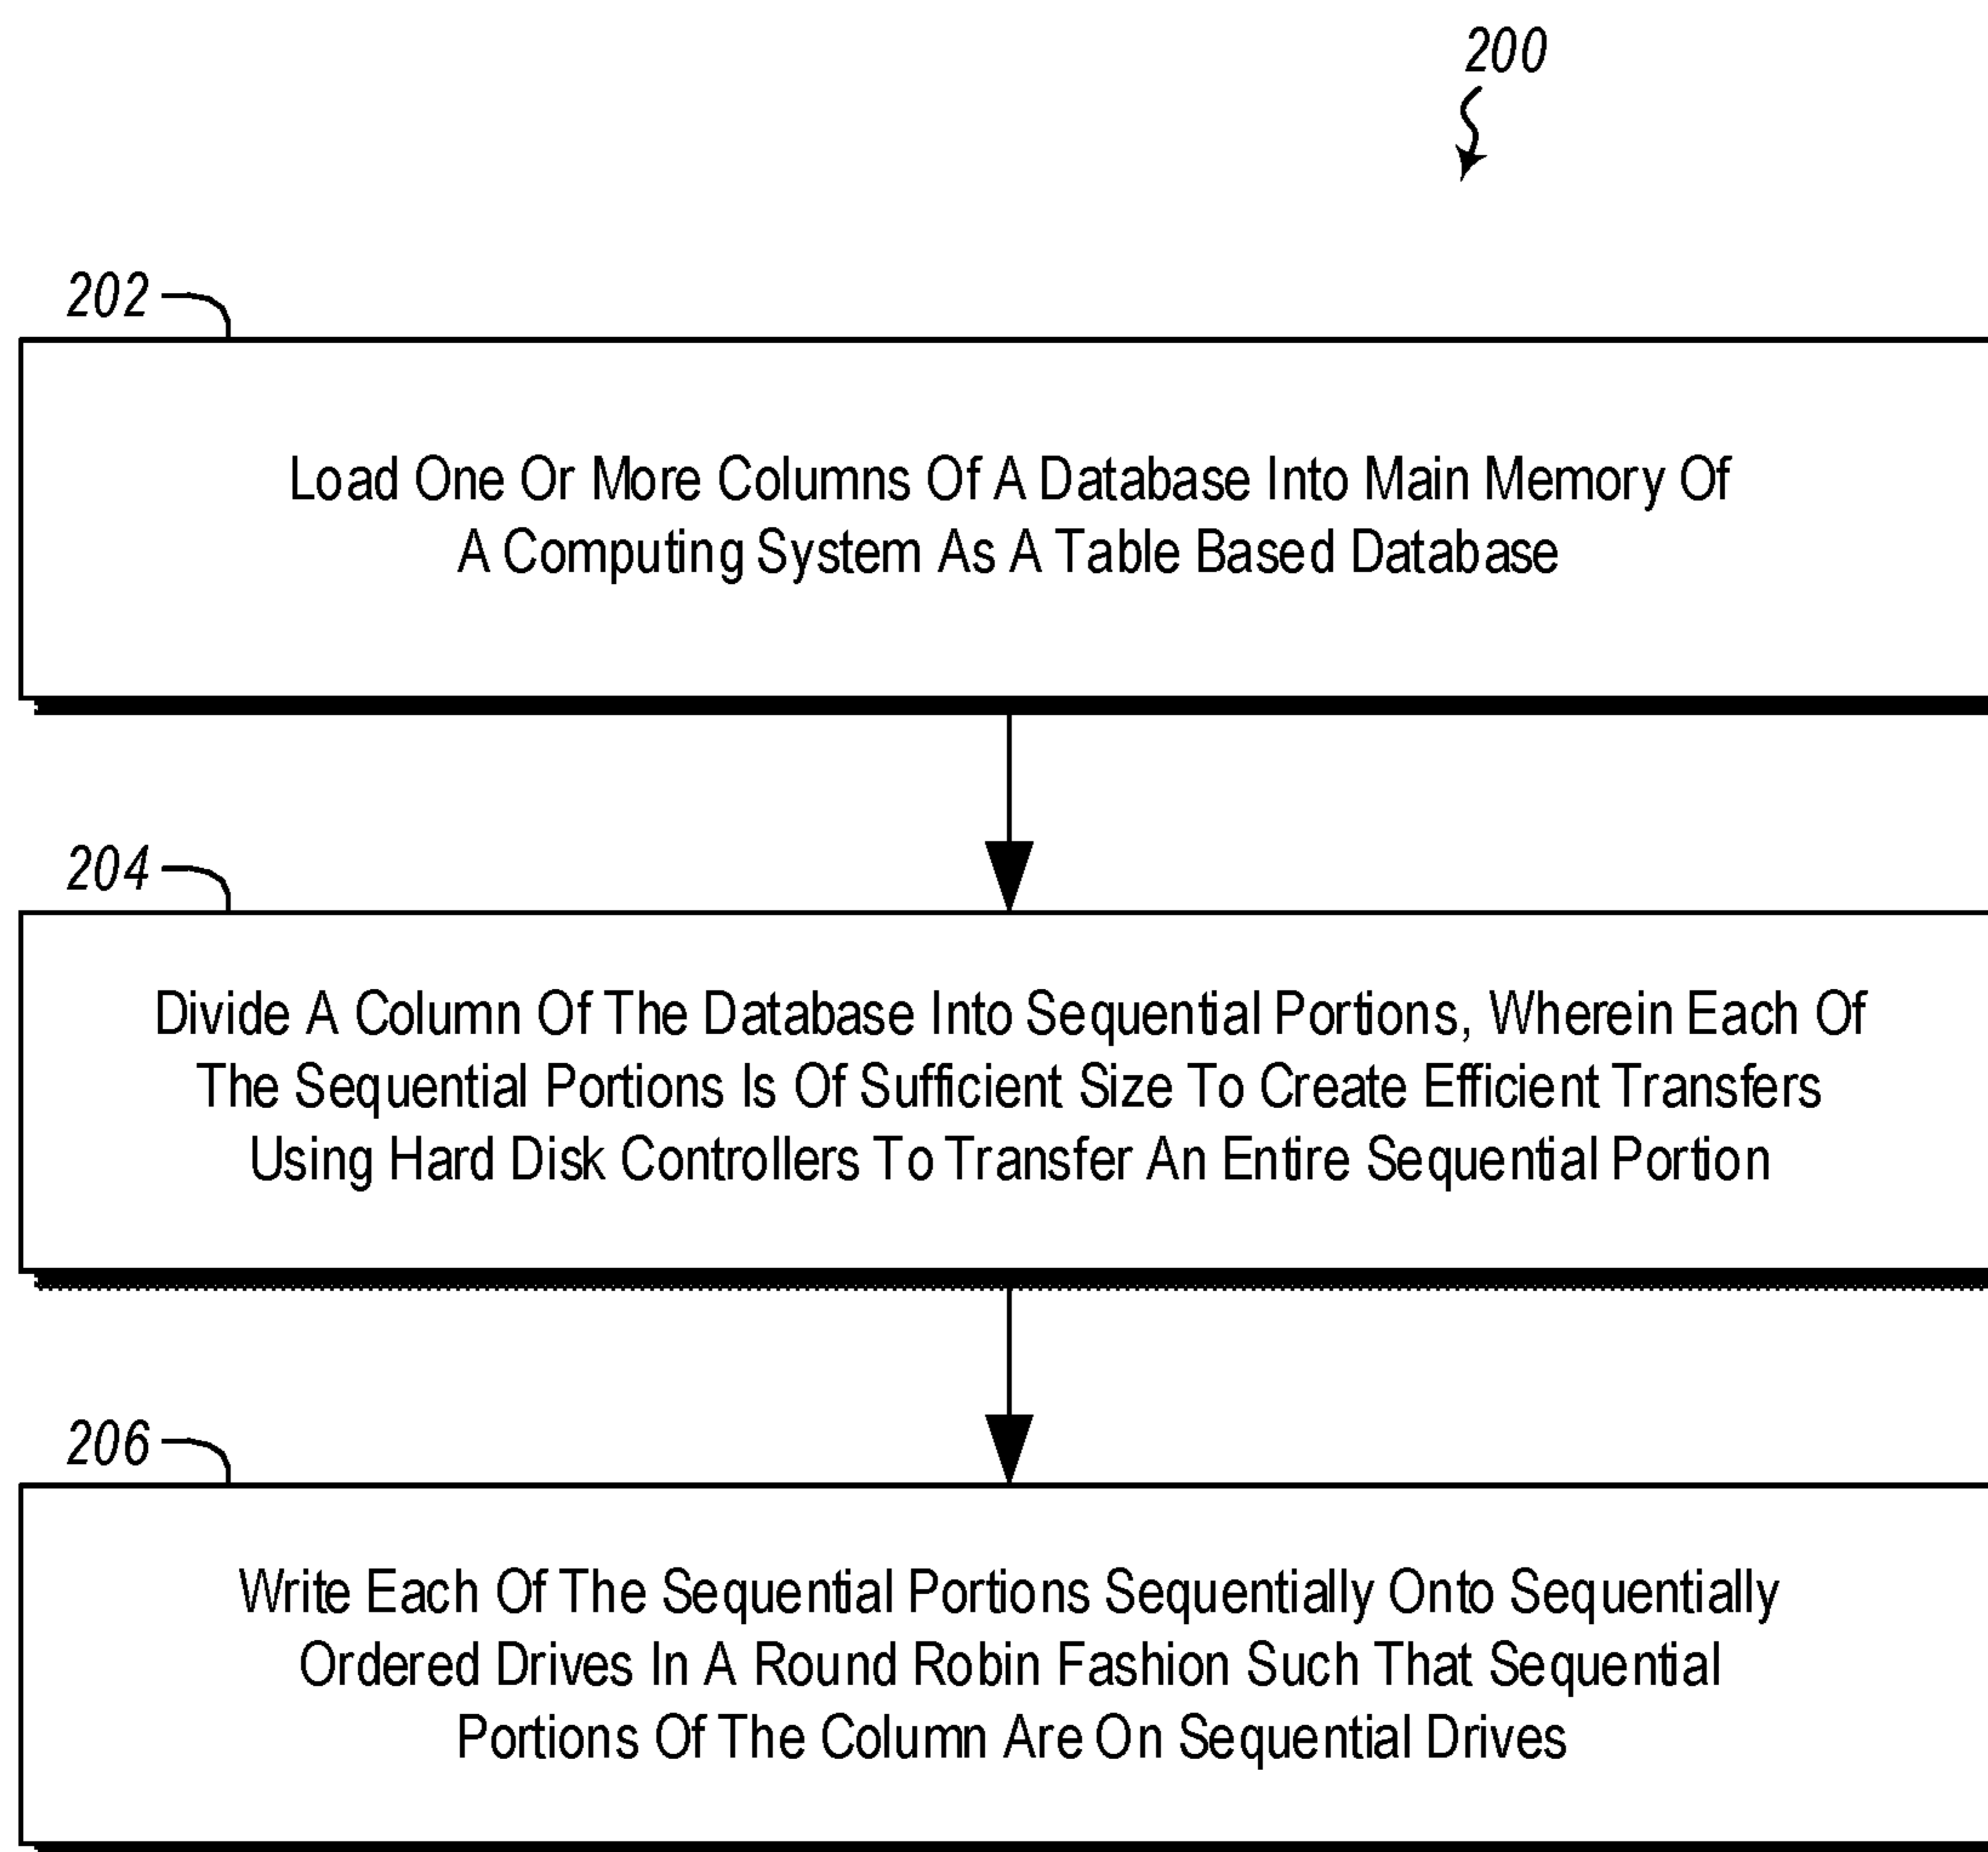 200
202
Load One Or More Columns Of A Database Into Main Memory Of
A Computing System As A Table Based Database
204
Divide A Column Of The Database Into Sequential Portions, Wherein Each Of
The Sequential Portions Is Of Sufficient Size To Create Efficient Transfers
Using Hard Disk Controllers To Transfer An Entire Sequential Portion
206
Write Each Of The Sequential Portions Sequentially Onto Sequentially
Ordered Drives In A Round Robin Fashion Such That Sequential
Portions Of The Column Are On Sequential Drives